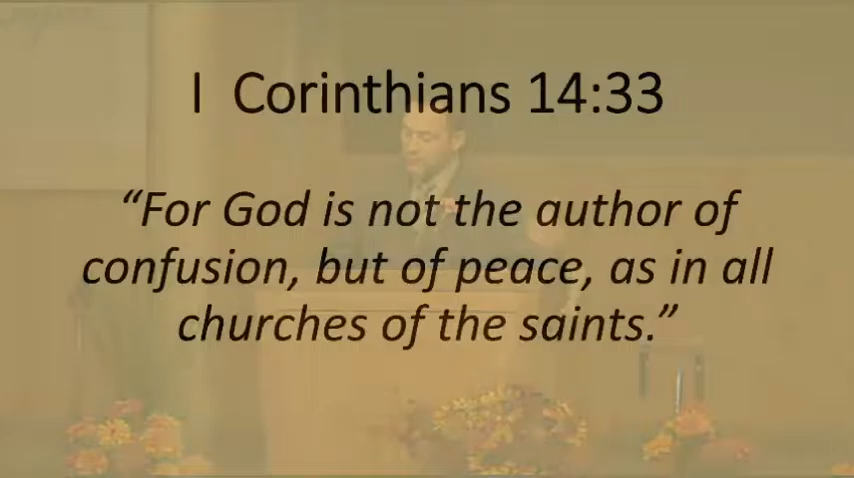 I Corinthians 14:33
“For God is not the author of
confusion, but of peace, as in all
churches of the saints.”